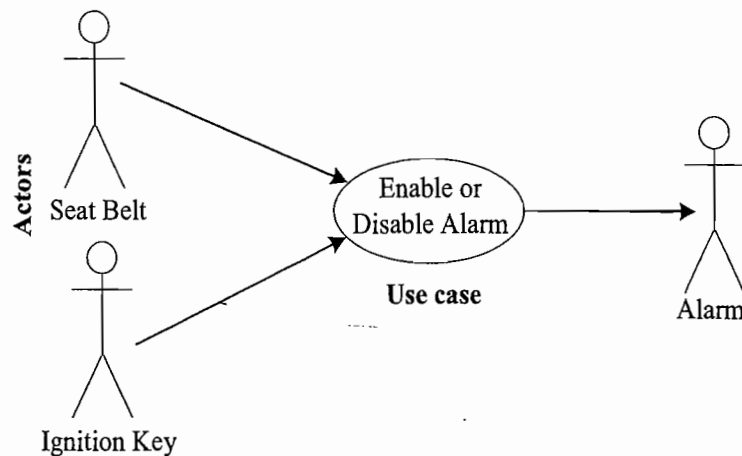 Actors
Seat Belt
Enable or
Disable Alarm
Use case
Alarm
Ignition Key